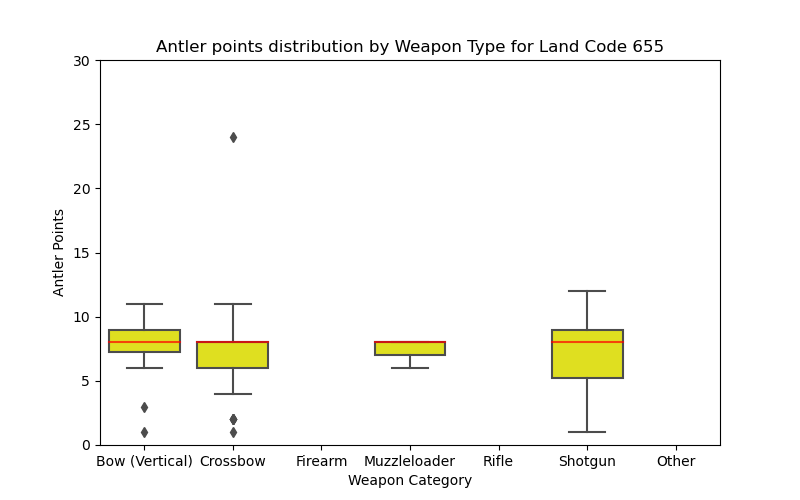 Antler points distribution by Weapon Type for Land Code 655
30
25
20
15
10
5
0
Antler Points
Bow (Vertical) Crossbow Firearm Muzzleloader Rifle Shotgun Other
Weapon Category